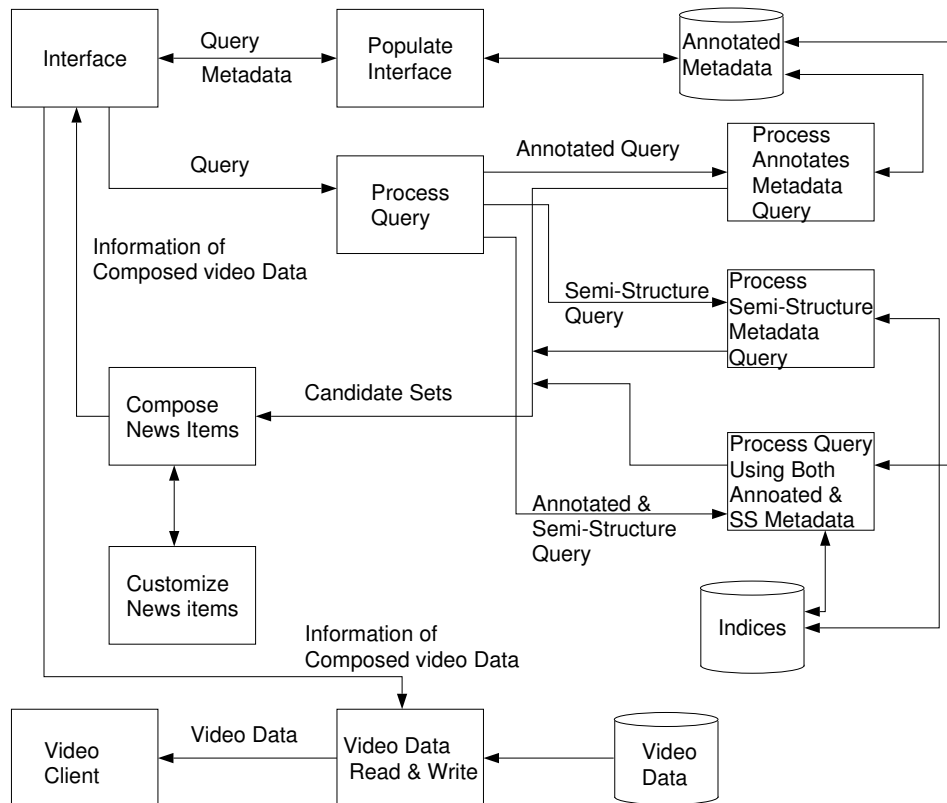 Interface
Query
Metadata
Populate
Interface
Annotated
Metadata
Query
Process
Query
Annotated Query
Process
Annotates
Metadata
Query
Information of
Composed video Data
Semi-Structure
Query
Process
Semi-Structure
Metadata
Query
Compose
News Items
Candidate Sets
Process Query
Using Both
Annoated &
SS Metadata
Annotated &
Semi-Structure
Query
Customize
News items
Indices
Information of
Composed video Data
Video
Client
Video Data
Video Data
Read & Write
Video
Data